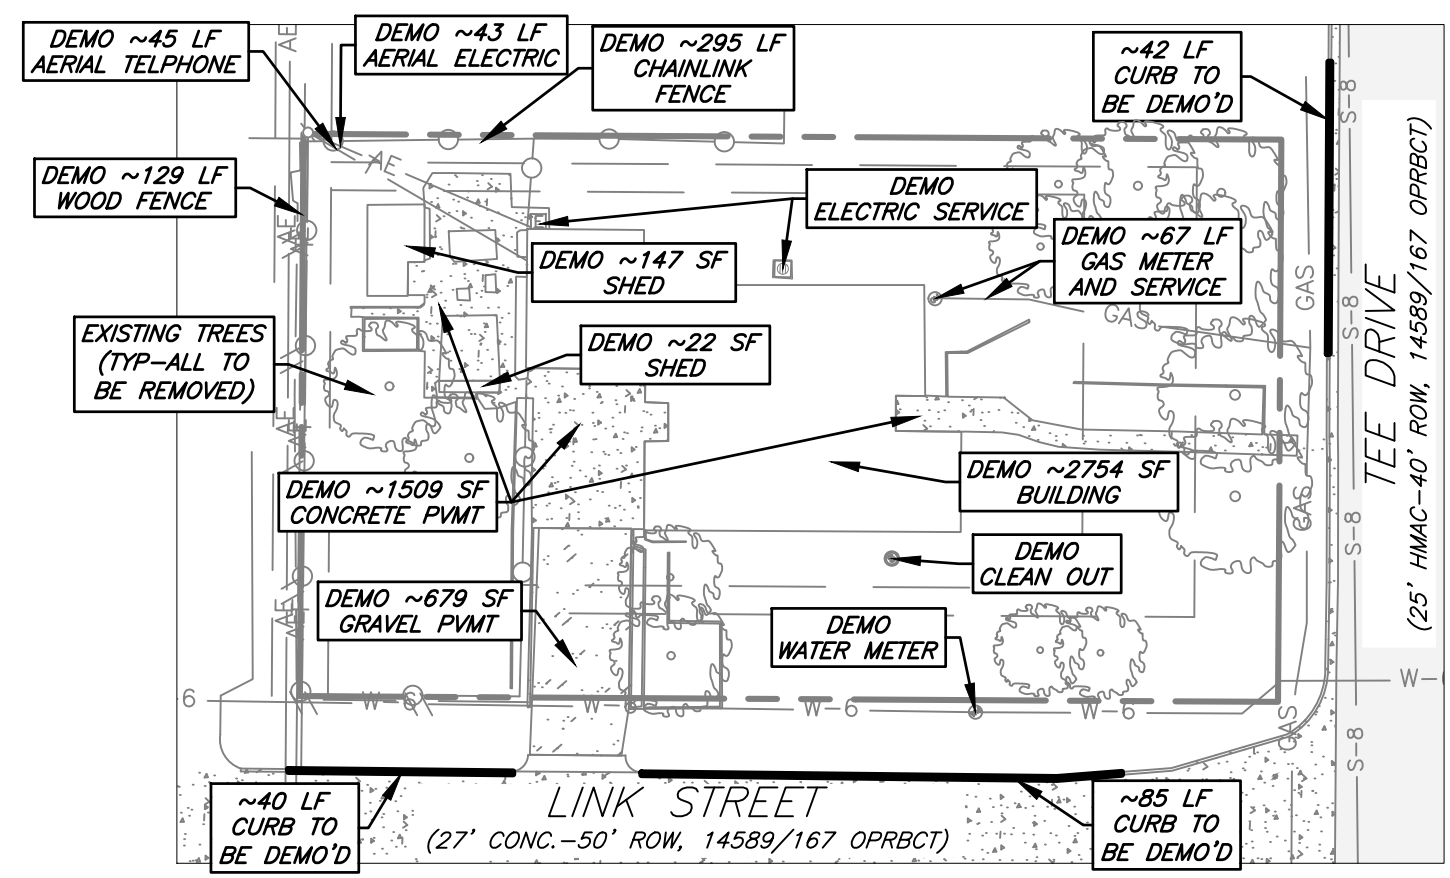 DEMO ~45 LF
AERIAL TELPHONE
DEMO ~43 LF
AERIAL ELECTRIC
DEMO ~295 LF
CHAINLINK
FENCE
~42 LF
CURB TO
BE DEMO'D
DEMO ~129 LF
WOOD FENCE
DEMO
ELECTRIC SERVICE
DEMO ~67 LF
GAS METER
AND SERVICE
DEMO ~147 SF
SHED
EXISTING TREES
(TYP-ALL TO
BE REMOVED)
DEMO ~22 SF
SHED
DEMO ~1509 SF
CONCRETE PVMT
DEMO ~2754 SF
BUILDING
DEMO
CLEAN OUT
DEMO ~679 SF
GRAVEL PVMT
DEMO
WATER METER
~40 LF
CURB TO
BE DEMO'D
~85 LF
CURB TO
BE DEMO'D
LINK STREET
(27' CONC.-50' ROW, 14589/167 OPRBCT)
TEE DRIVE
(25' HMAC-40' ROW, 14589/167 OPRBCT)
AE
AE
AE
AE
AE
GAS
GAS
GAS
GAS
S-8
S-8
S-8
S-8
S-8
6
W-6
W
W-6
W-6
W-6